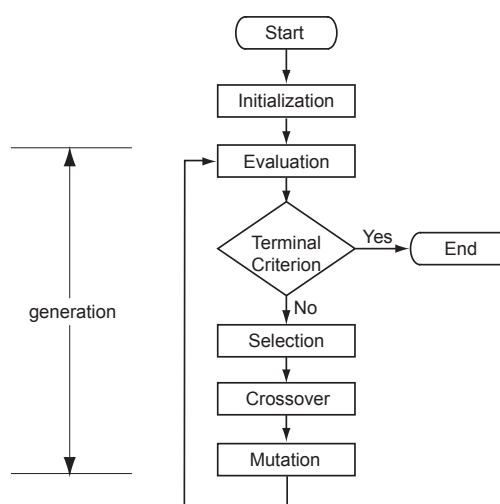 Start
Initialization
Evaluation
Terminal
Criterion
Yes
End
No
generation
Selection
Crossover
Mutation